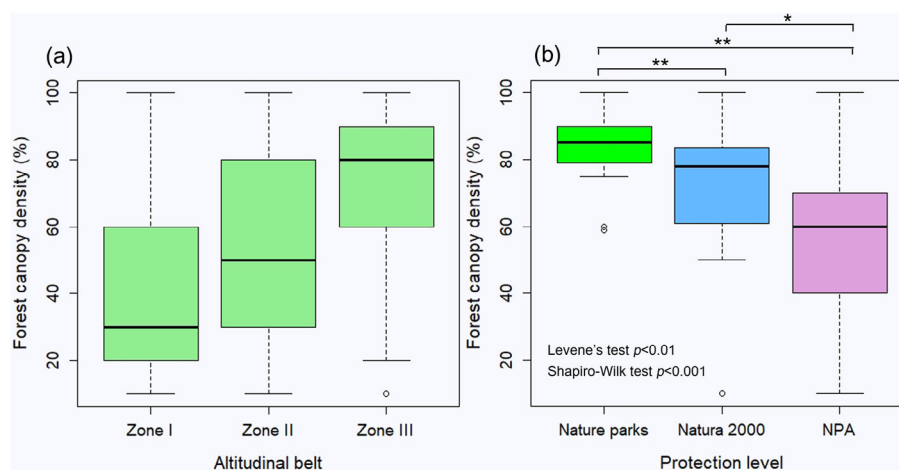 (a)
Forest canopy density (%)
100
80
60
40
20
Zone I Zone II Zone III
Altitudinal belt
(b)
*
**
**
Forest canopy density (%)
100
80
60
40
20
Levene's test p<0.01
Shapiro-Wilk test p<0.001
Nature parks Natura 2000 NPA
Protection level